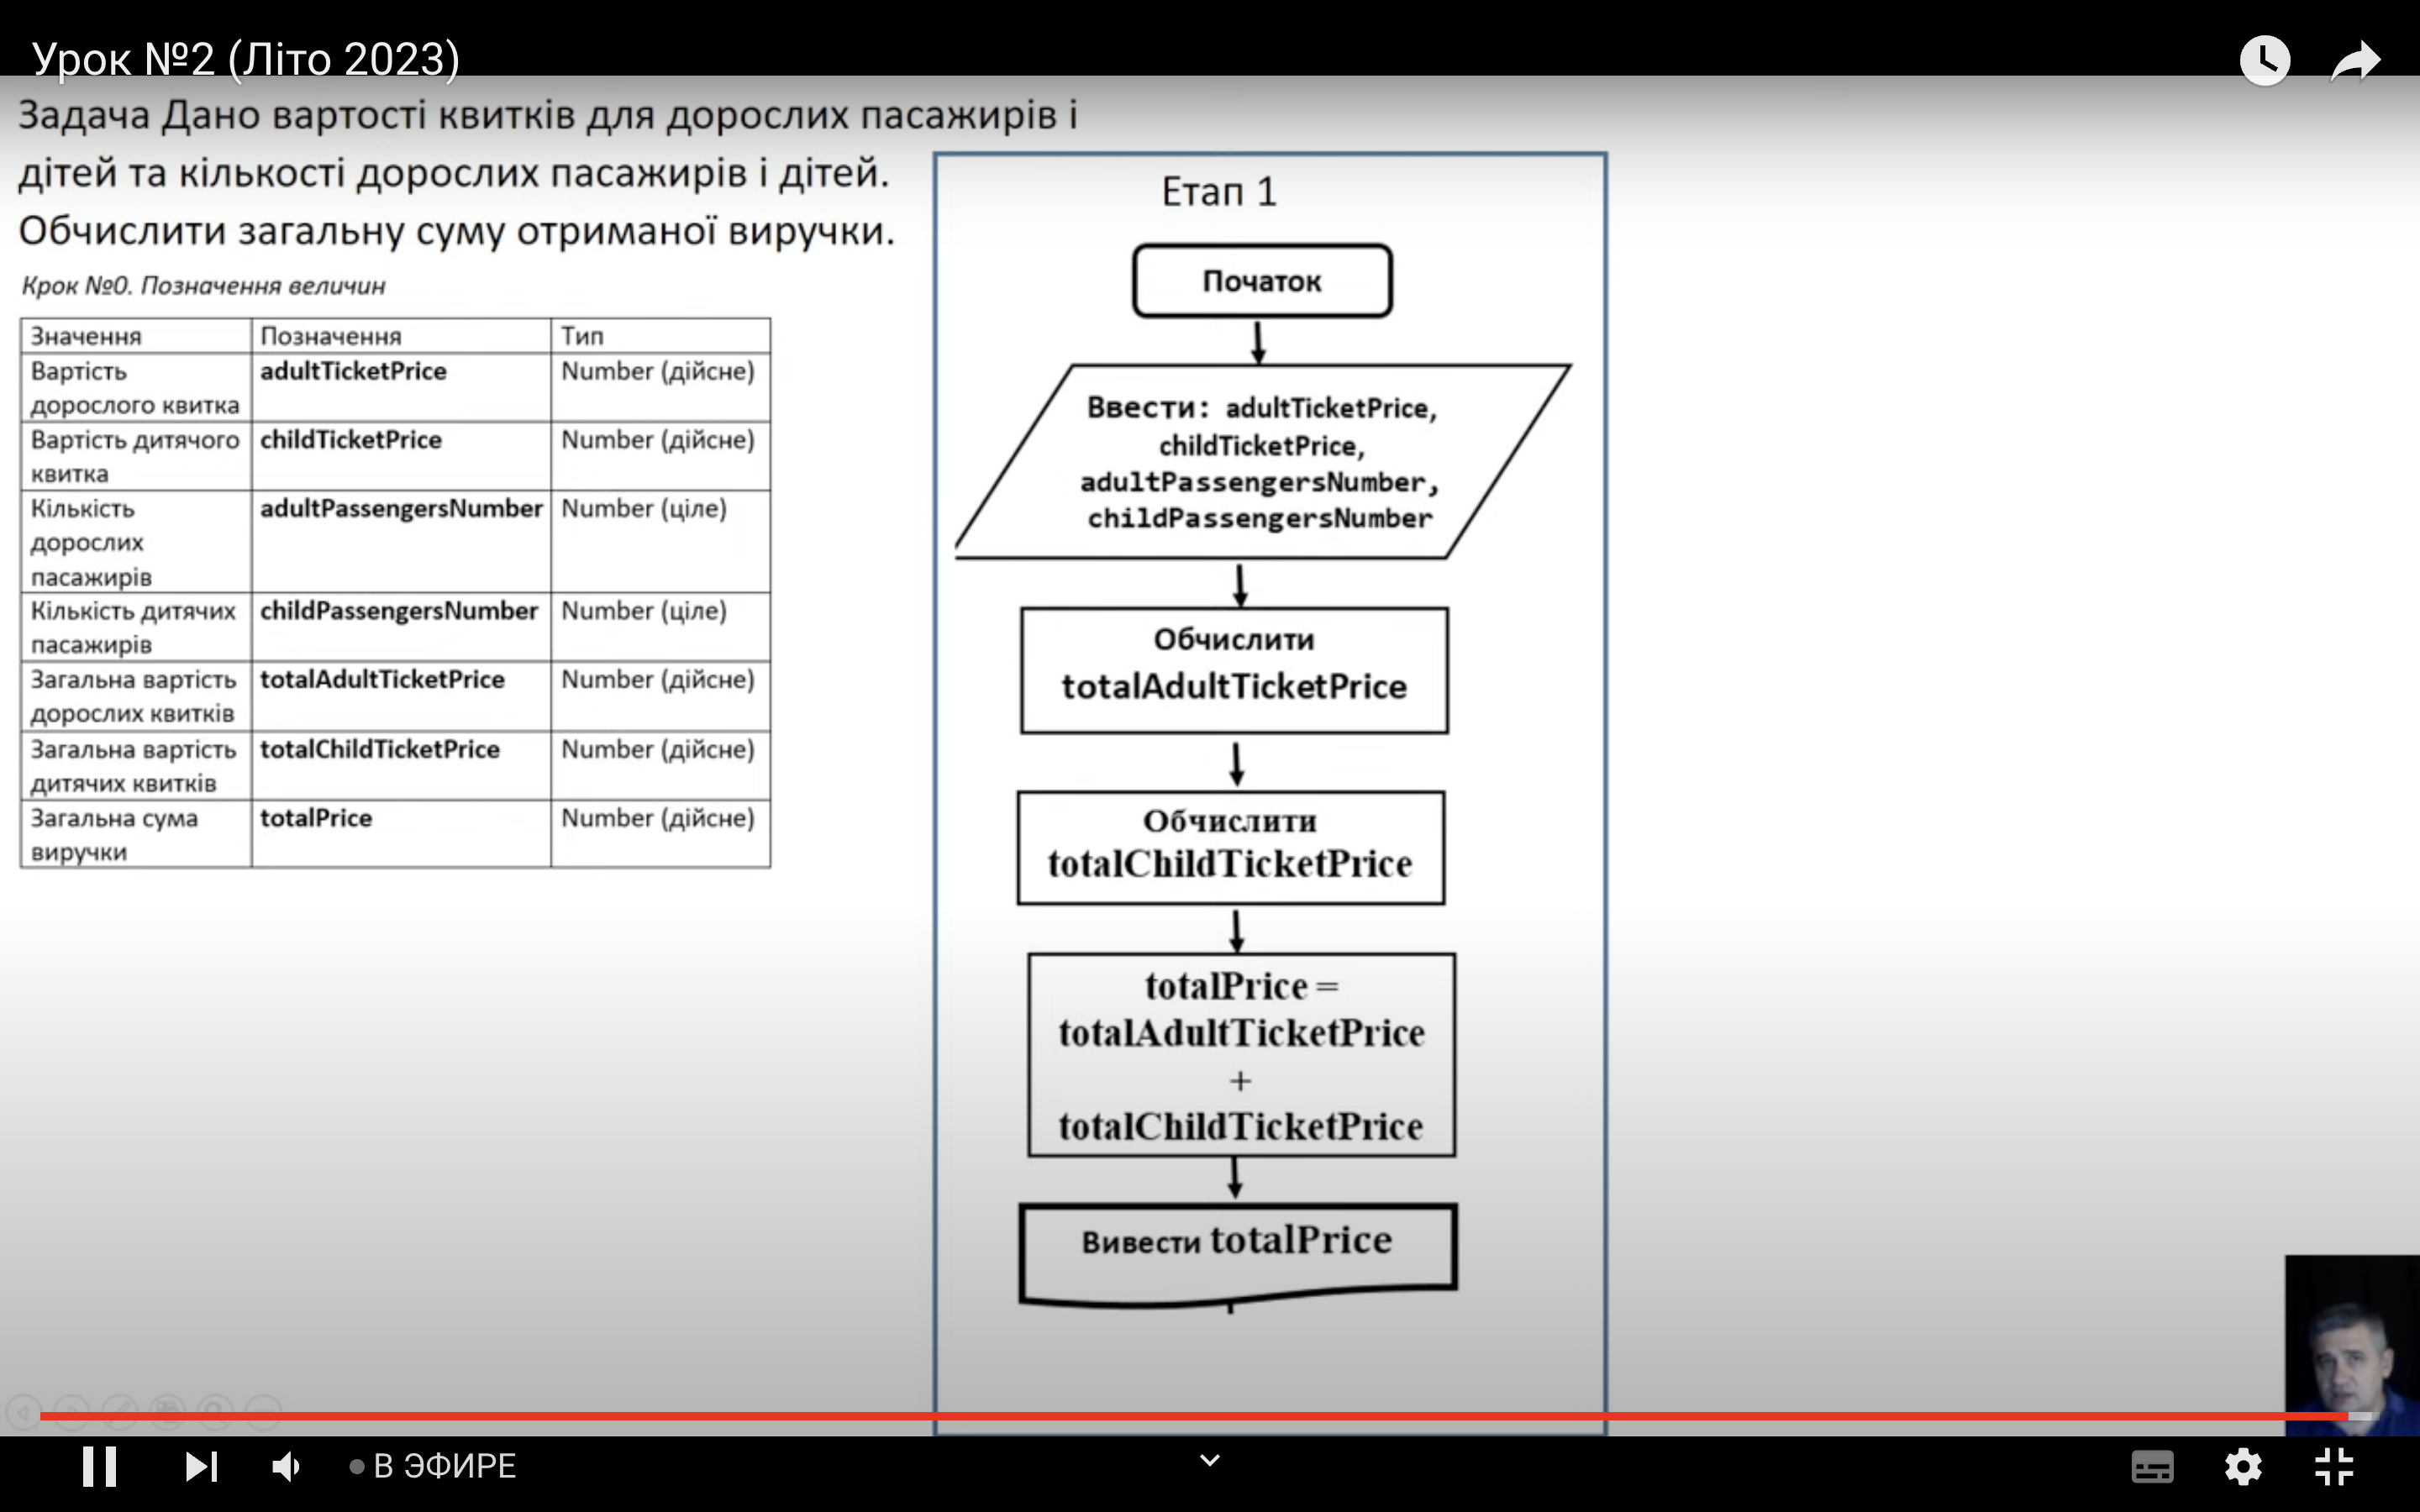 Урок №2 (Літо 2023)
Задача Дано вартості квитків для дорослих пасажирів і
дітей та кількості дорослих пасажирів і дітей.
Обчислити загальну суму отриманої виручки.
Крок №0. Позначення величин
Значення Позначення Тип
Вартість adultTicketPrice Number (дійсне)
дорослого квитка
Вартість дитячого childTicketPrice Number (дійсне)
квитка
Кількість adultPassengersNumber Number (ціле)
дорослих
пасажирів
Кількість дитячих childPassengersNumber Number (ціле)
пасажирів
Загальна вартість totalAdultTicketPrice Number (дійсне)
дорослих квитків
Загальна вартість totalChildTicketPrice Number (дійсне)
дитячих квитків
Загальна сума totalPrice Number (дійсне)
виручки
Етап 1
Початок
Ввести: adultTicketPrice,
childTicketPrice,
adultPassengersNumber,
childPassengersNumber
Обчислити
totalAdultTicketPrice
Обчислити
totalChildTicketPrice
totalPrice =
totalAdultTicketPrice
+
totalChildTicketPrice
Вивести totalPrice
В ЭФИРЕ